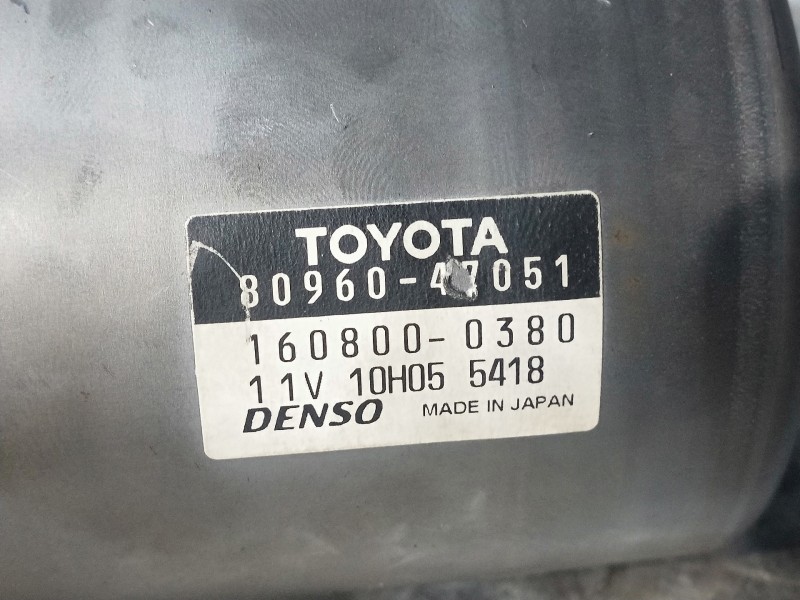 TOYOTA
80960-47051
160800-0380
11V 10H05 5418
DENSO MADE IN JAPAN